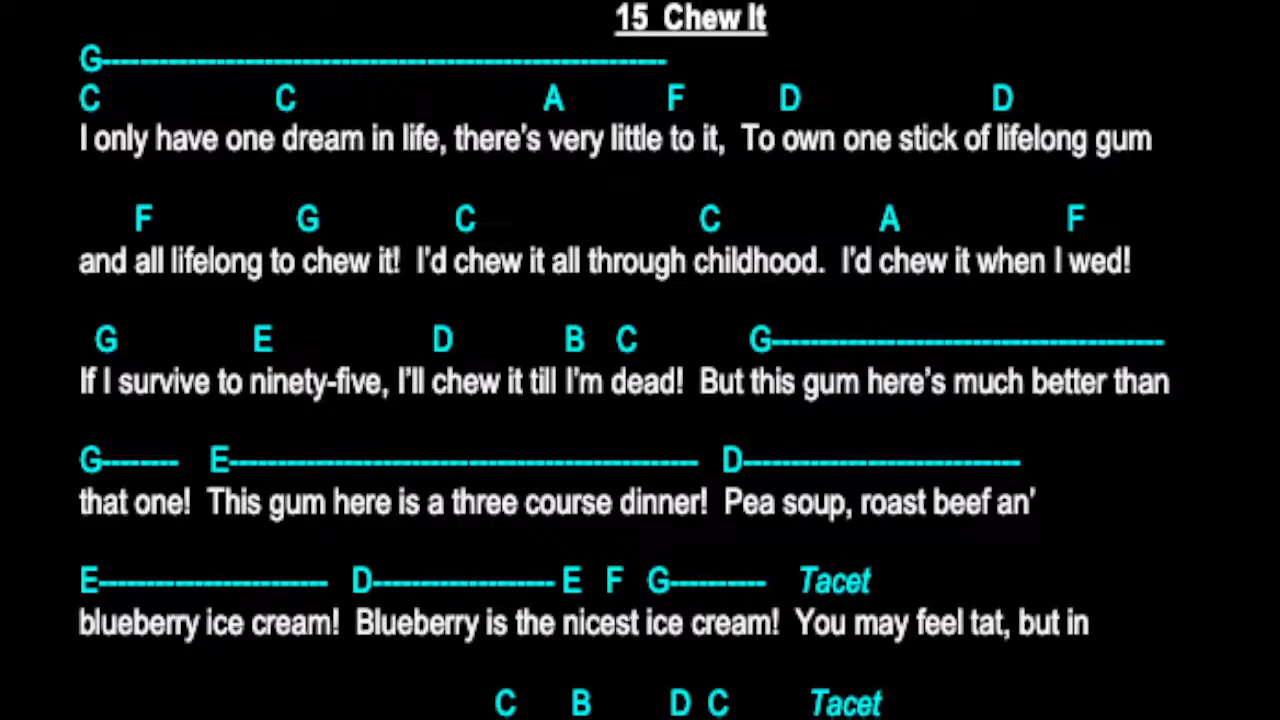 15 Chew It
G-----------------------------------------------------------
C C A F D D
I only have one dream in life, there's very little to it, To own one stick of lifelong gum
F G C C A F
and all lifelong to chew it! I'd chew it all through childhood. I'd chew it when I wed!
G E D B C G-----------------------------------------
If I survive to ninety-five, I'll chew it till I'm dead! But this gum here's much better than
G-------- E------------------------------------------------- D-----------------------------
that one! This gum here is a three course dinner! Pea soup, roast beef an'
E------------------------ D------------------- E F G---------- Tacet
blueberry ice cream! Blueberry is the nicest ice cream! You may feel tat, but in
C B D C Tacet